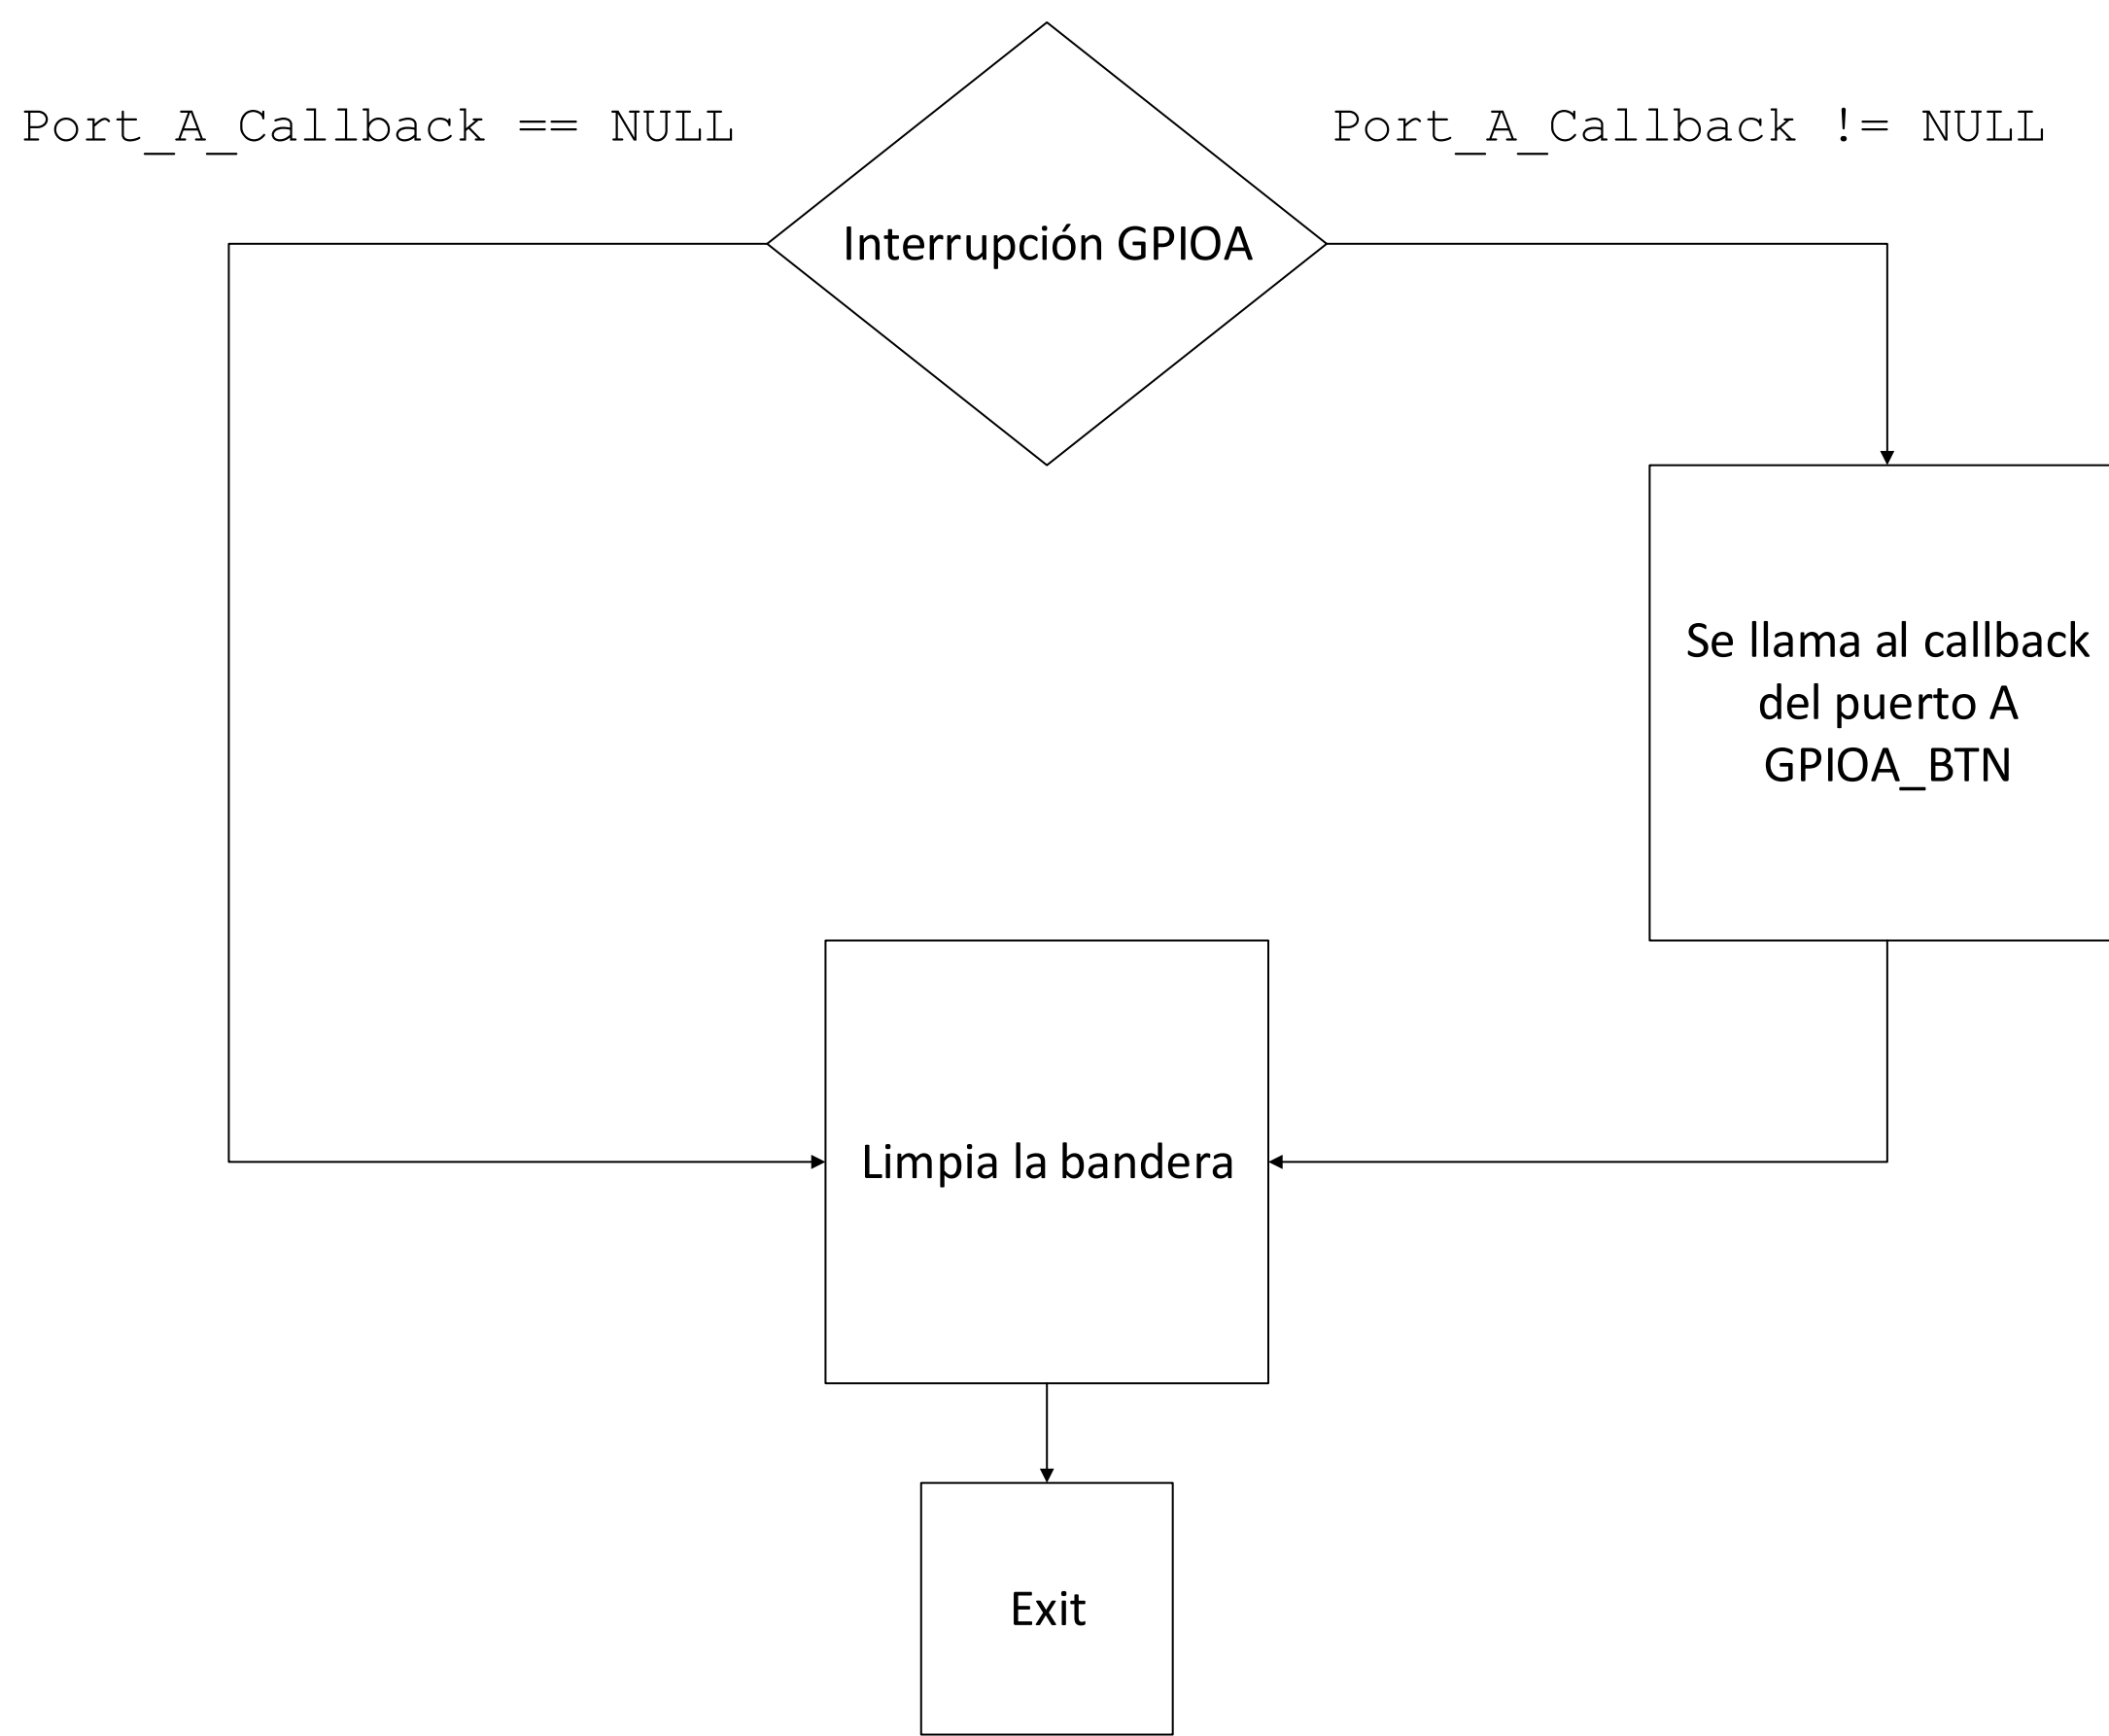 Port_A_Callback == NULL
Port_A_Callback != NULL
Interrupción GPIOA
Se llama al callback
del puerto A
GPIOA_BTN
Limpia la bandera
Exit